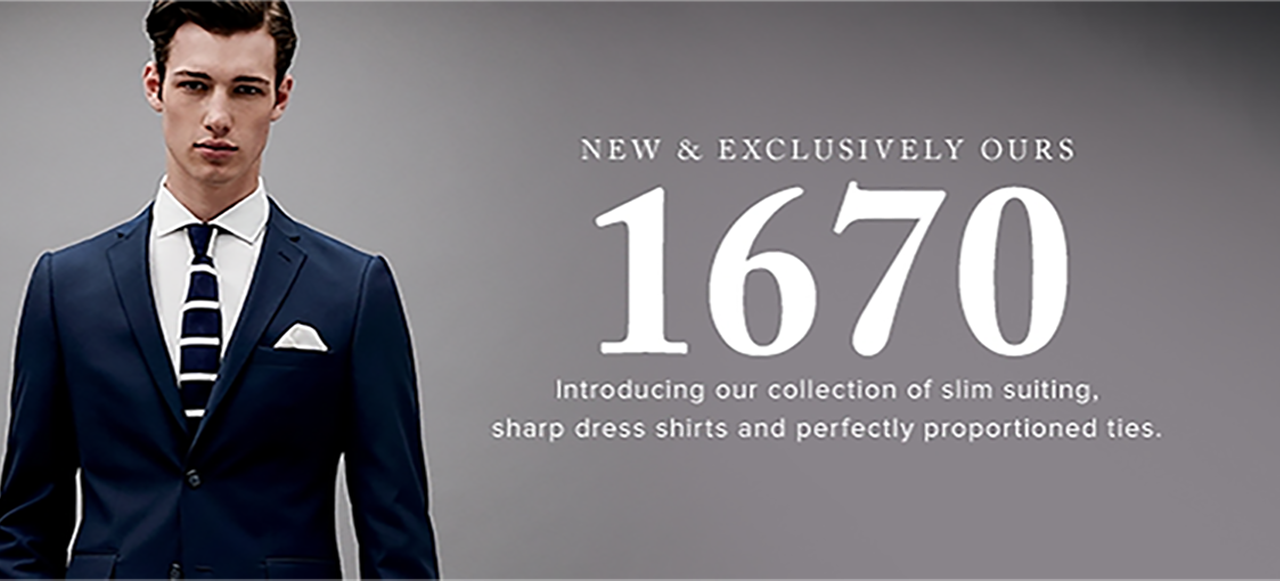 NEW & EXCLUSIVELY OURS
1670
Introducing our collection of slim suiting,
sharp dress shirts and perfectly proportioned ties.